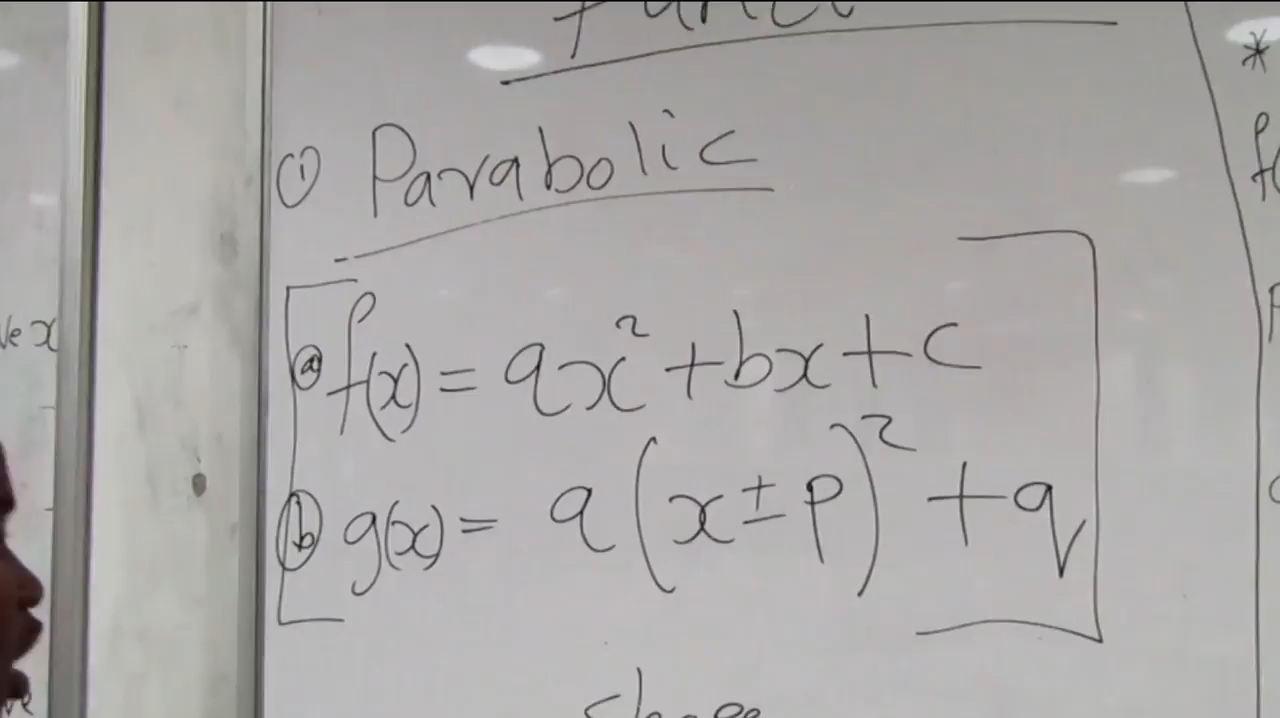 ① Parabolic
ⓐ f(x) = ax² + bx + c
ⓑ g(x) = a(x ± p)² + q